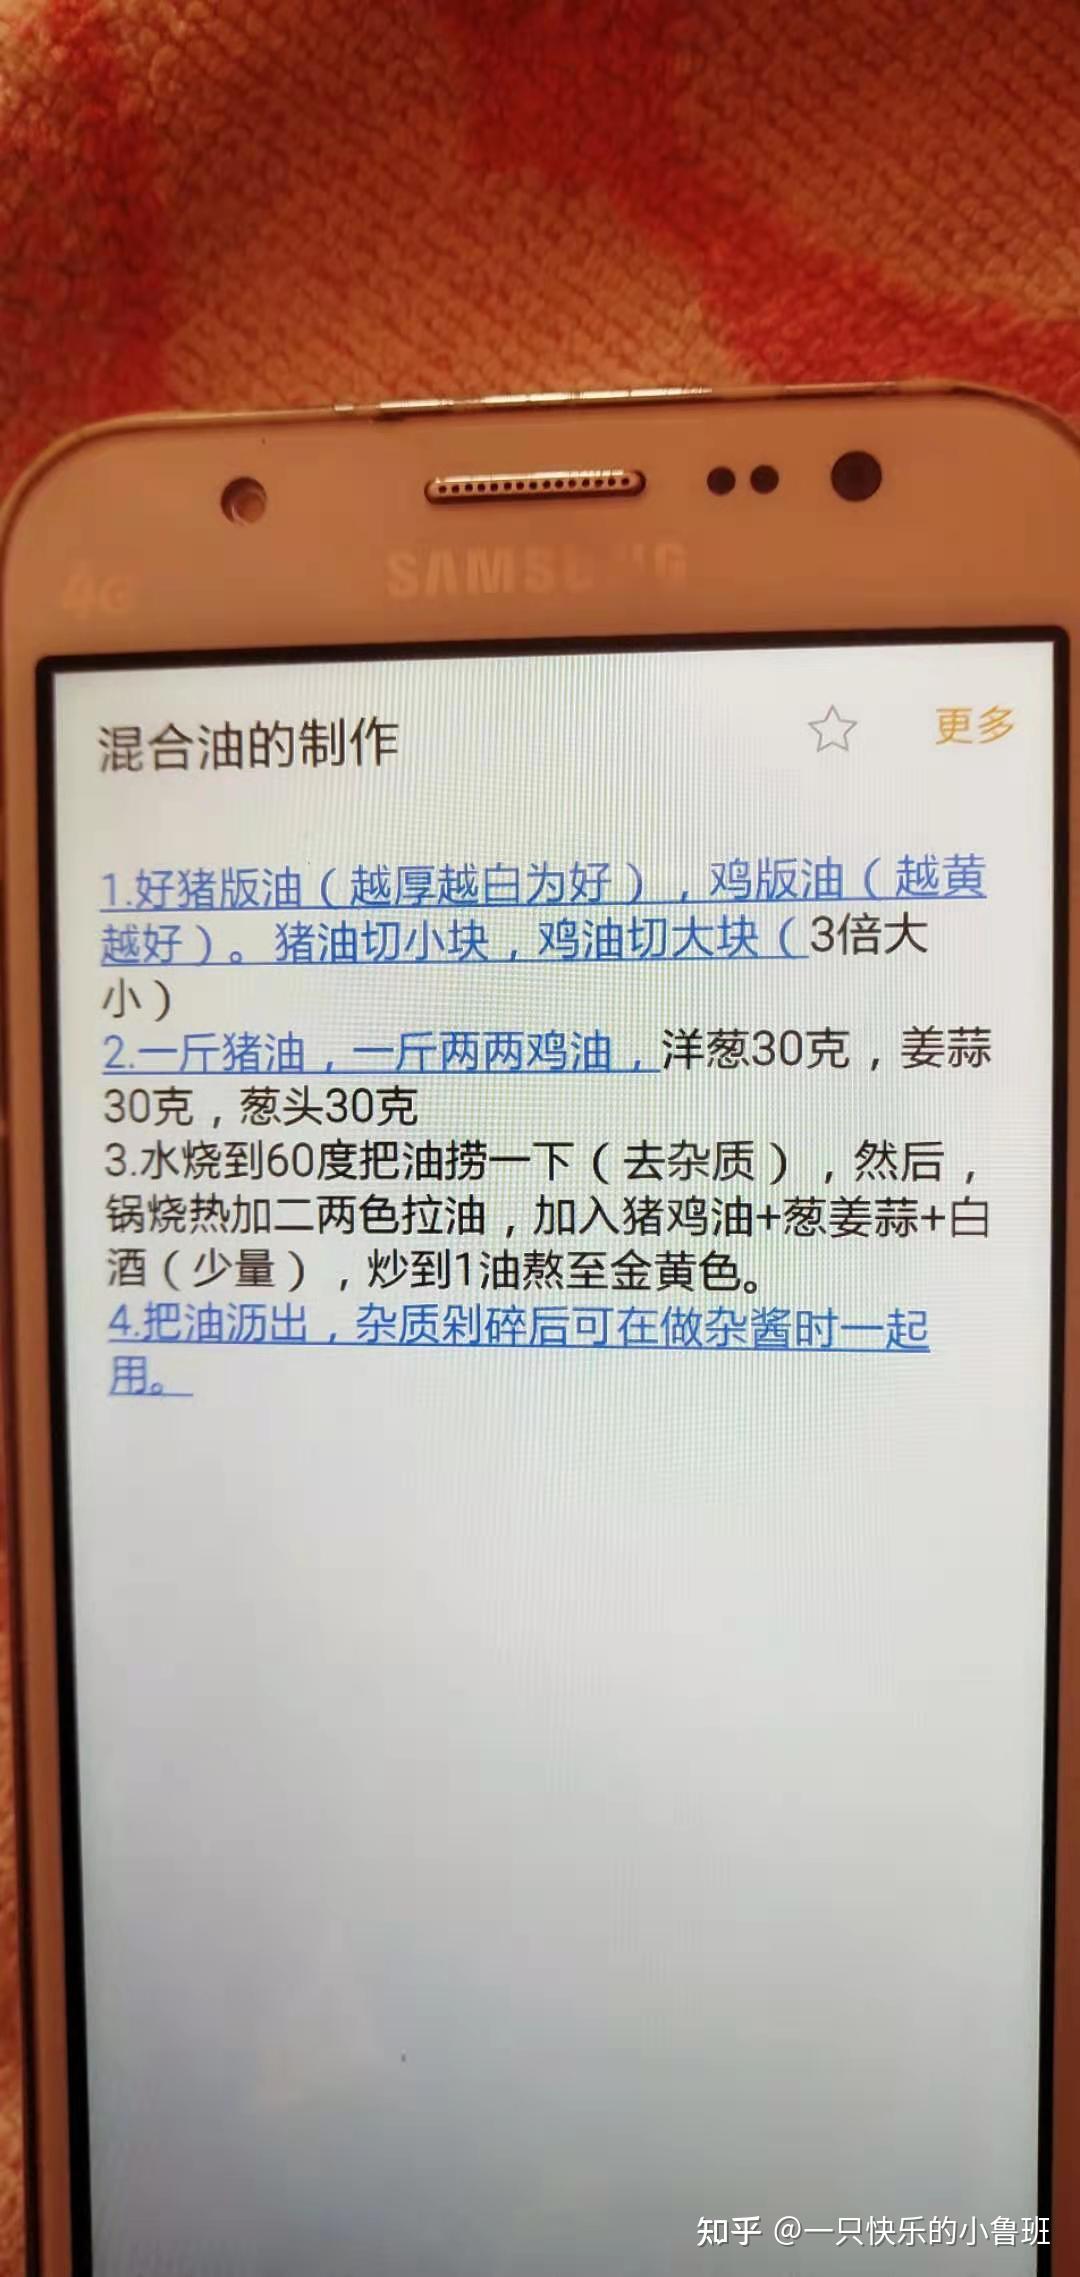 4G
SAMS
混合油的制作
更多
1.好猪版油（越厚越白为好），鸡版油（越黄
越好）。猪油切小块，鸡油切大块（3倍大
小）
2.一斤猪油，一斤两两鸡油，洋葱30克，姜蒜
30克，葱头30克
3.水烧到60度把油捞一下（去杂质），然后，
锅烧热加二两色拉油，加入猪鸡油+葱姜蒜+白
酒（少量），炒到1油熬至金黄色。
4.把油沥出，杂质剁碎后可在做杂酱时一起
用。
知乎 @一只快乐的小鲁班